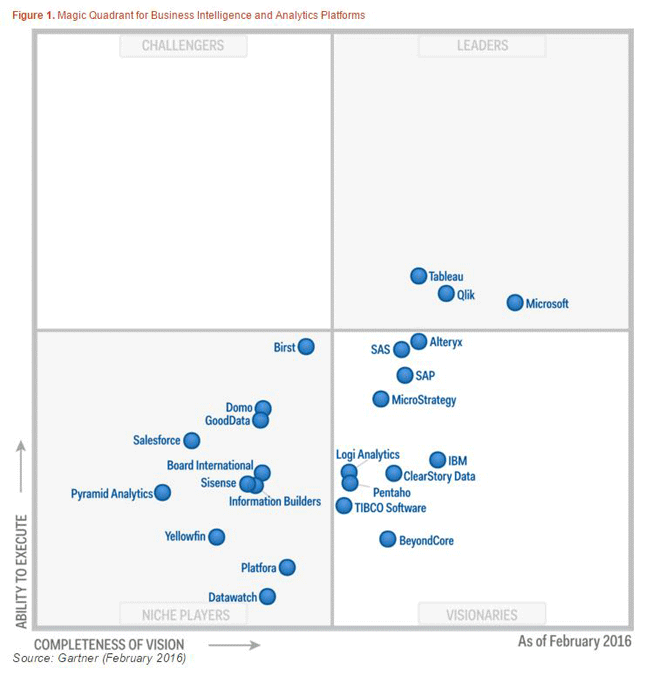 Figure 1. Magic Quadrant for Business Intelligence and Analytics Platforms
CHALLENGERS
LEADERS
Tableau
Qlik
Microsoft
Birst
SAS
Alteryx
SAP
MicroStrategy
Domo
GoodData
Salesforce
Board International
Sisense
Information Builders
Pyramid Analytics
Logi Analytics
IBM
ClearStory Data
Pentaho
TIBCO Software
Yellowfin
BeyondCore
Platfora
Datawatch
NICHE PLAYERS
VISIONARIES
ABILITY TO EXECUTE
COMPLETENESS OF VISION
As of February 2016
Source: Gartner (February 2016)